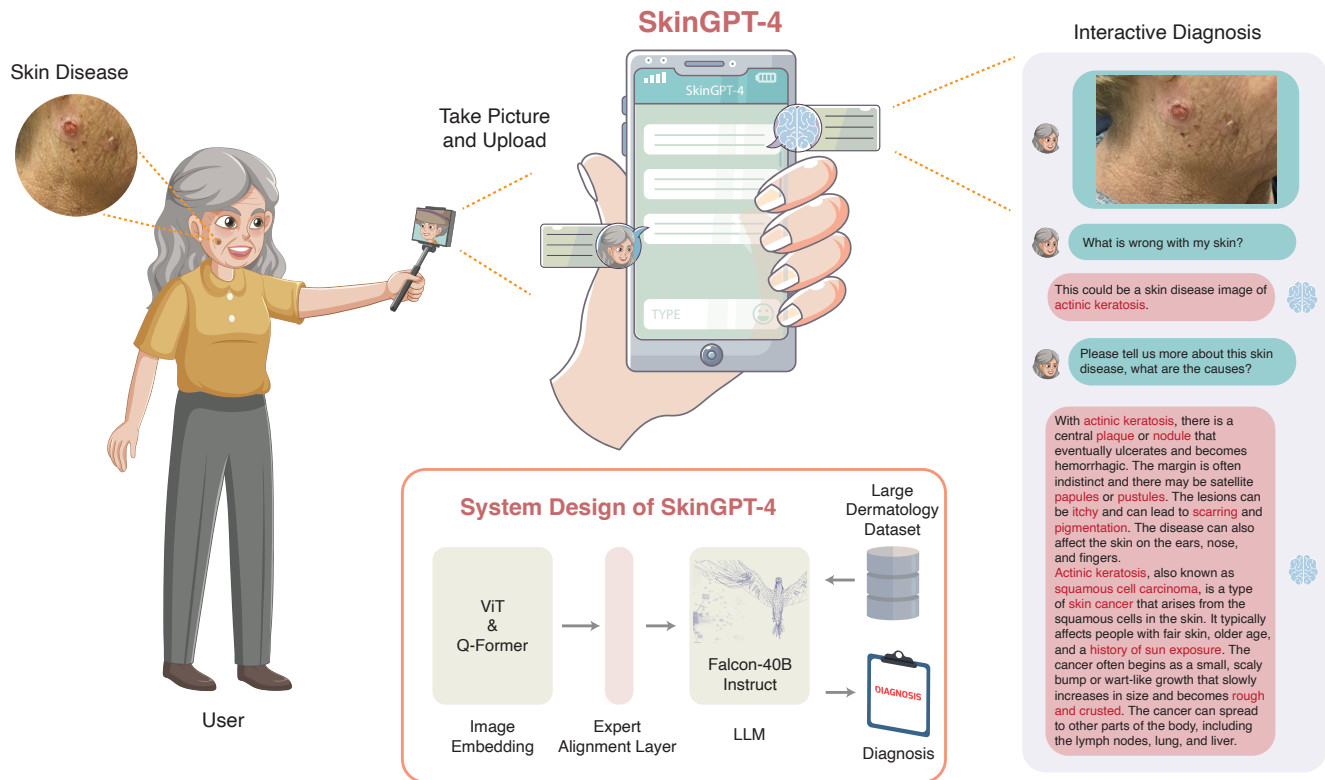 SkinGPT-4
Skin Disease
Take Picture
and Upload
User
SkinGPT-4
TYPE
Interactive Diagnosis
What is wrong with my skin?
This could be a skin disease image of
actinic keratosis.
Please tell us more about this skin
disease, what are the causes?
With actinic keratosis, there is a
central plaque or nodule that
eventually ulcerates and becomes
hemorrhagic. The margin is often
indistinct and there may be satellite
papules or pustules. The lesions can
be itchy and can lead to scarring and
pigmentation. The disease can also
affect the skin on the ears, nose,
and fingers.
Actinic keratosis, also known as
squamous cell carcinoma, is a type
of skin cancer that arises from the
squamous cells in the skin. It typically
affects people with fair skin, older age,
and a history of sun exposure. The
cancer often begins as a small, scaly
bump or wart-like growth that slowly
increases in size and becomes rough
and crusted. The cancer can spread
to other parts of the body, including
the lymph nodes, lung, and liver.
System Design of SkinGPT-4
ViT
&
Q-Former
Image
Embedding
Expert
Alignment Layer
Falcon-40B
Instruct
LLM
Large
Dermatology
Dataset
DIAGNOSIS
Diagnosis